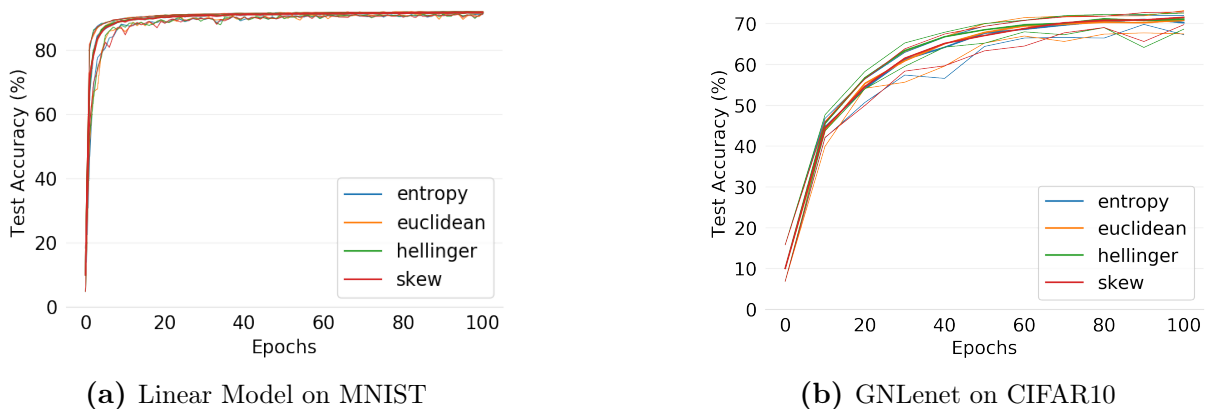 Test Accuracy (%)
80
60
40
20
0
0 20 40 60 80 100
Epochs
entropy
euclidean
hellinger
skew
(a) Linear Model on MNIST
Test Accuracy (%)
70
60
50
40
30
20
10
0
0 20 40 60 80 100
Epochs
entropy
euclidean
hellinger
skew
(b) GNLenet on CIFAR10